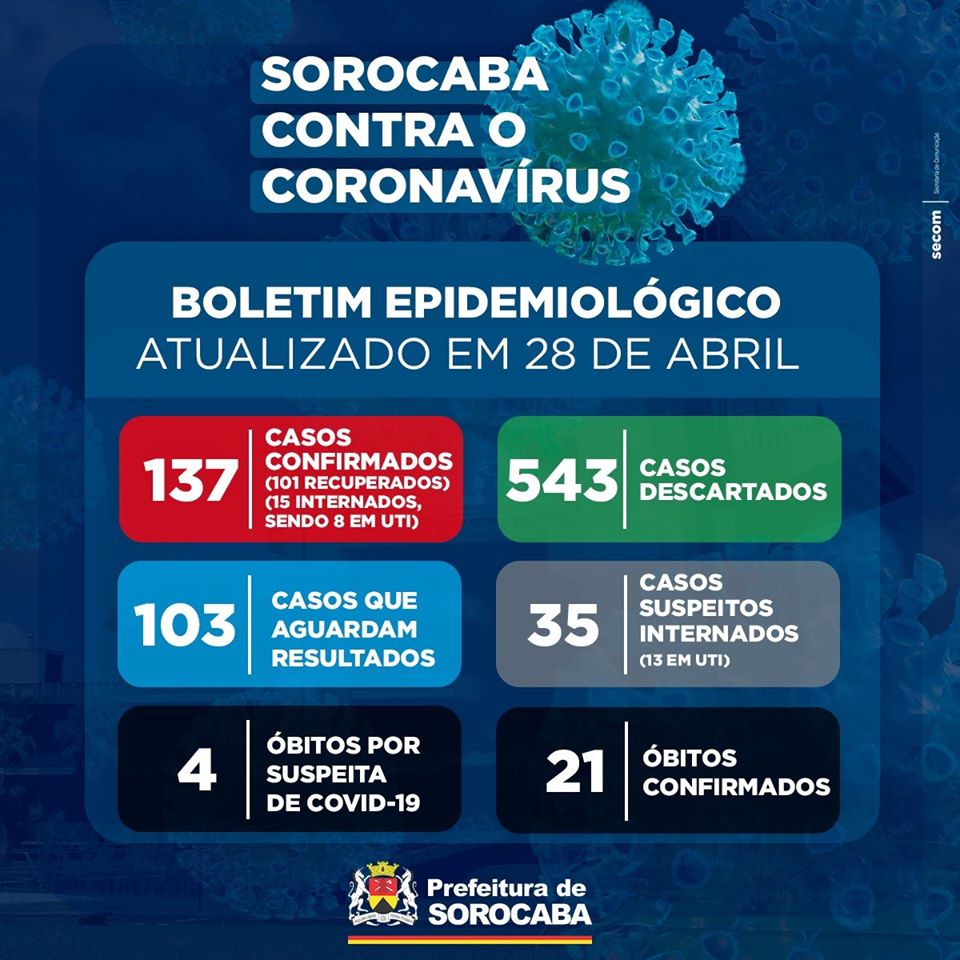 SOROCABA
CONTRA O
CORONAVÍRUS
secom
Secretaria de Comunicação
BOLETIM EPIDEMIOLÓGICO
ATUALIZADO EM 28 DE ABRIL
137
CASOS
CONFIRMADOS
(101 RECUPERADOS)
(15 INTERNADOS,
SENDO 8 EM UTI)
543
CASOS
DESCARTADOS
103
CASOS QUE
AGUARDAM
RESULTADOS
35
CASOS
SUSPEITOS
INTERNADOS
(13 EM UTI)
4
ÓBITOS POR
SUSPEITA
DE COVID-19
21
ÓBITOS
CONFIRMADOS
Prefeitura de
SOROCABA